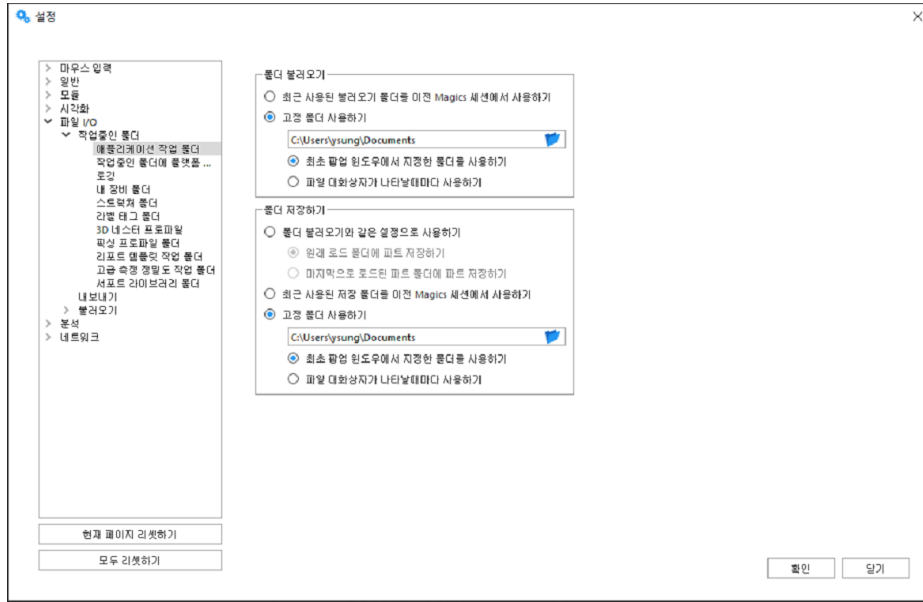 설정
마우스 입력
일반
모듈
시각화
파일 I/O
작업중인 폴더
애플리케이션 작업 폴더
작업중인 폴더에 플랫폼 ...
로깅
내 장비 폴더
스트럭쳐 폴더
라벨 태그 폴더
3D 네스터 프로파일
픽싱 프로파일 폴더
리포트 템플릿 작업 폴더
고급 측정 정밀도 작업 폴더
서포트 라이브러리 폴더
내보내기
불러오기
분석
네트워크
현재 페이지 리셋하기
모두 리셋하기
폴더 불러오기
최근 사용된 불러오기 폴더를 이전 Magics 세션에서 사용하기
고정 폴더 사용하기
C:\Users\ysung\Documents
최초 팝업 윈도우에서 지정한 폴더를 사용하기
파일 대화상자가 나타날때마다 사용하기
폴더 저장하기
폴더 불러오기와 같은 설정으로 사용하기
원래 로드 폴더에 파트 저장하기
마지막으로 로드된 파트 폴더에 파트 저장하기
최근 사용된 저장 폴더를 이전 Magics 세션에서 사용하기
고정 폴더 사용하기
C:\Users\ysung\Documents
최초 팝업 윈도우에서 지정한 폴더를 사용하기
파일 대화상자가 나타날때마다 사용하기
확인
닫기